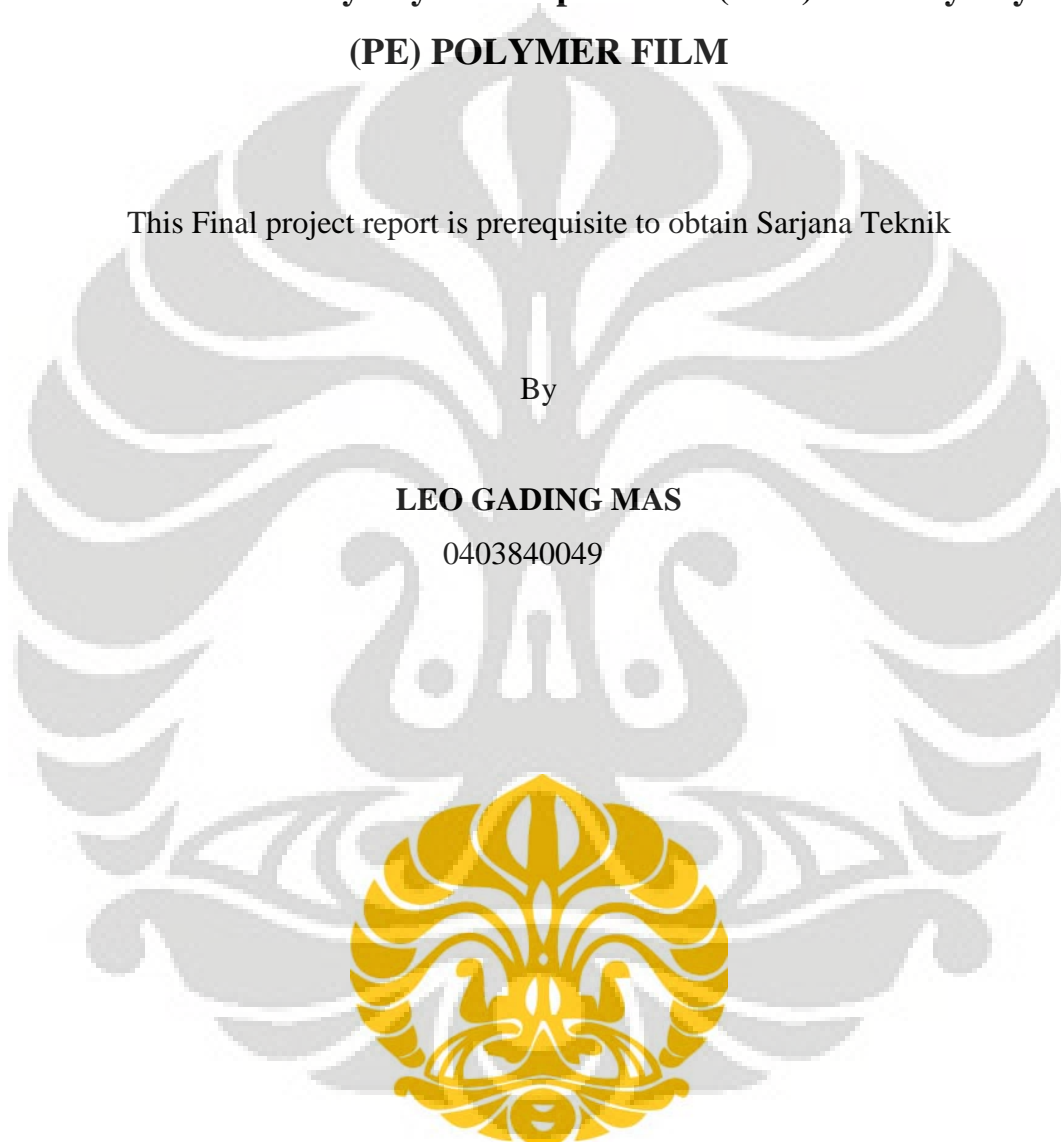 (PE) POLYMER FILM
This Final project report is prerequisite to obtain Sarjana Teknik
By
LEO GADING MAS
0403840049